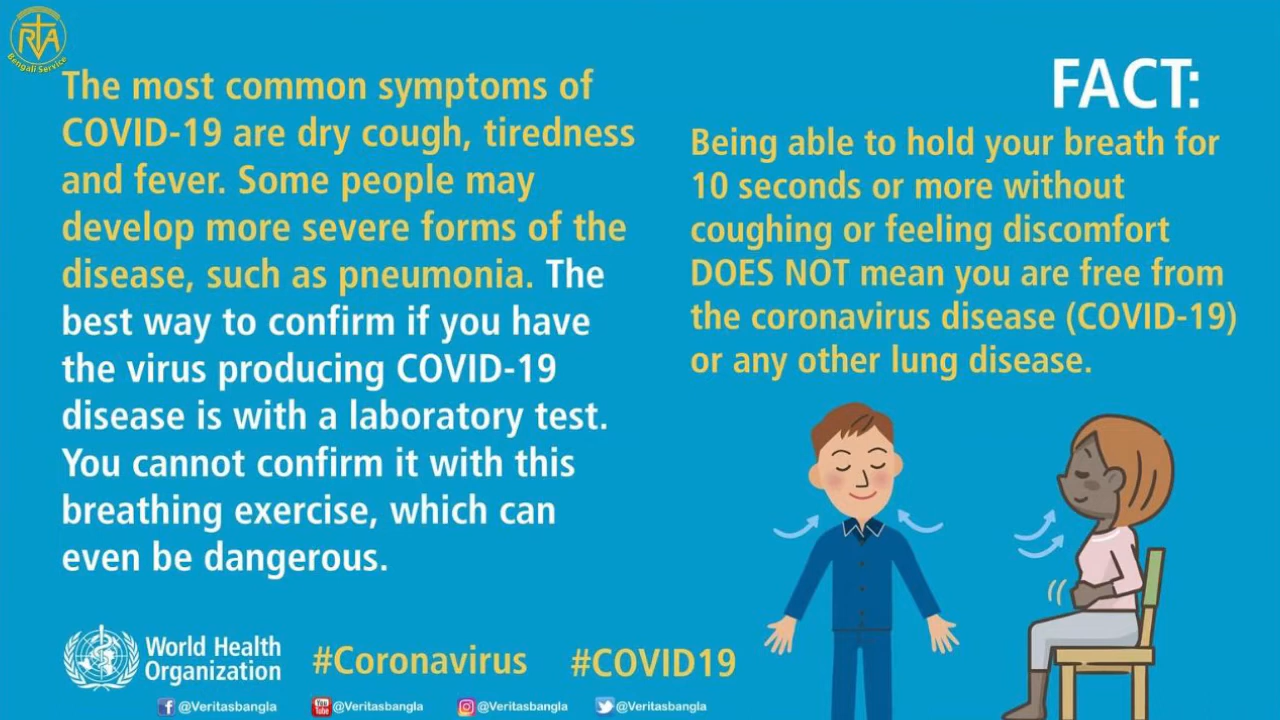 RVA
Bengali Service
The most common symptoms of
COVID-19 are dry cough, tiredness
and fever. Some people may
develop more severe forms of the
disease, such as pneumonia. The
best way to confirm if you have
the virus producing COVID-19
disease is with a laboratory test.
You cannot confirm it with this
breathing exercise, which can
even be dangerous.
FACT:
Being able to hold your breath for
10 seconds or more without
coughing or feeling discomfort
DOES NOT mean you are free from
the coronavirus disease (COVID-19)
or any other lung disease.
World Health
Organization
#Coronavirus #COVID19
@Veritasbangla @Veritasbangla @Veritasbangla @Veritasbangla